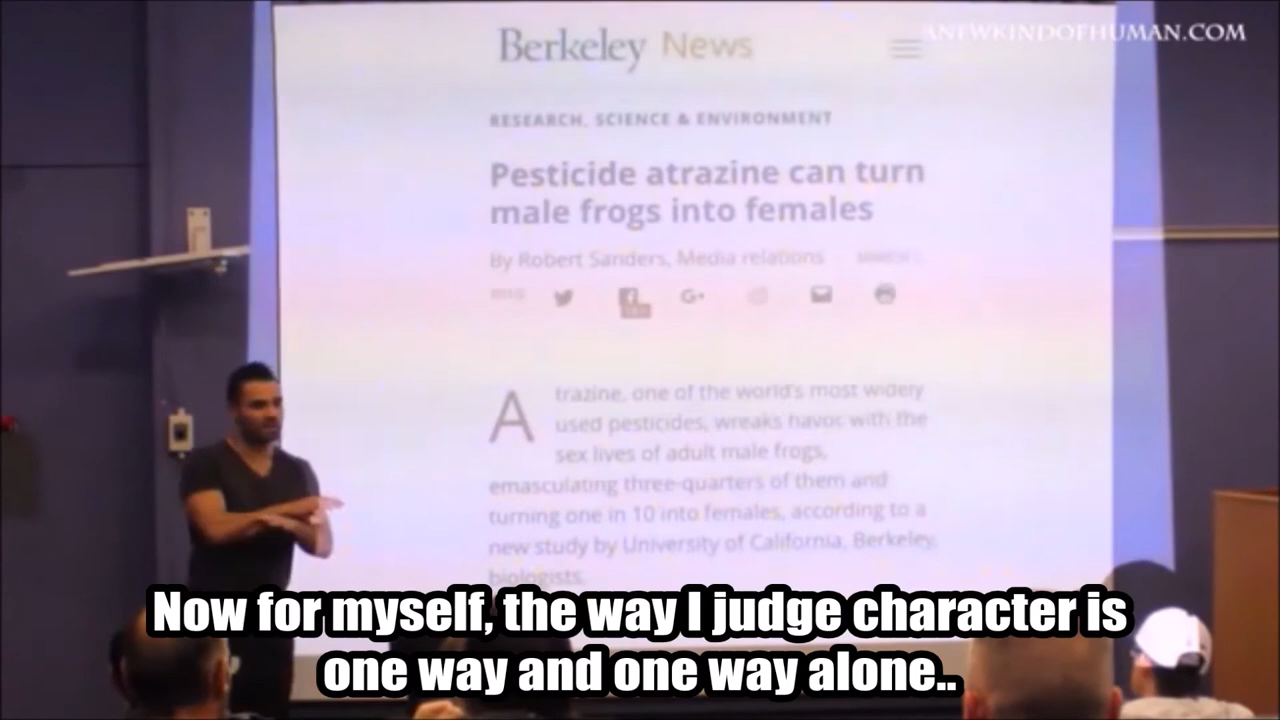 ANEWKINDOFHUMAN.COM
Berkeley News
RESEARCH, SCIENCE & ENVIRONMENT
Pesticide atrazine can turn
male frogs into females
By Robert Sanders, Media relations
A
trazine, one of the world's most widely
used pesticides, wreaks havoc with the
sex lives of adult male frogs,
emasculating three-quarters of them and
turning one in 10 into females, according to a
new study by University of California, Berkeley,
biologists.
Now for myself, the way I judge character is
one way and one way alone..